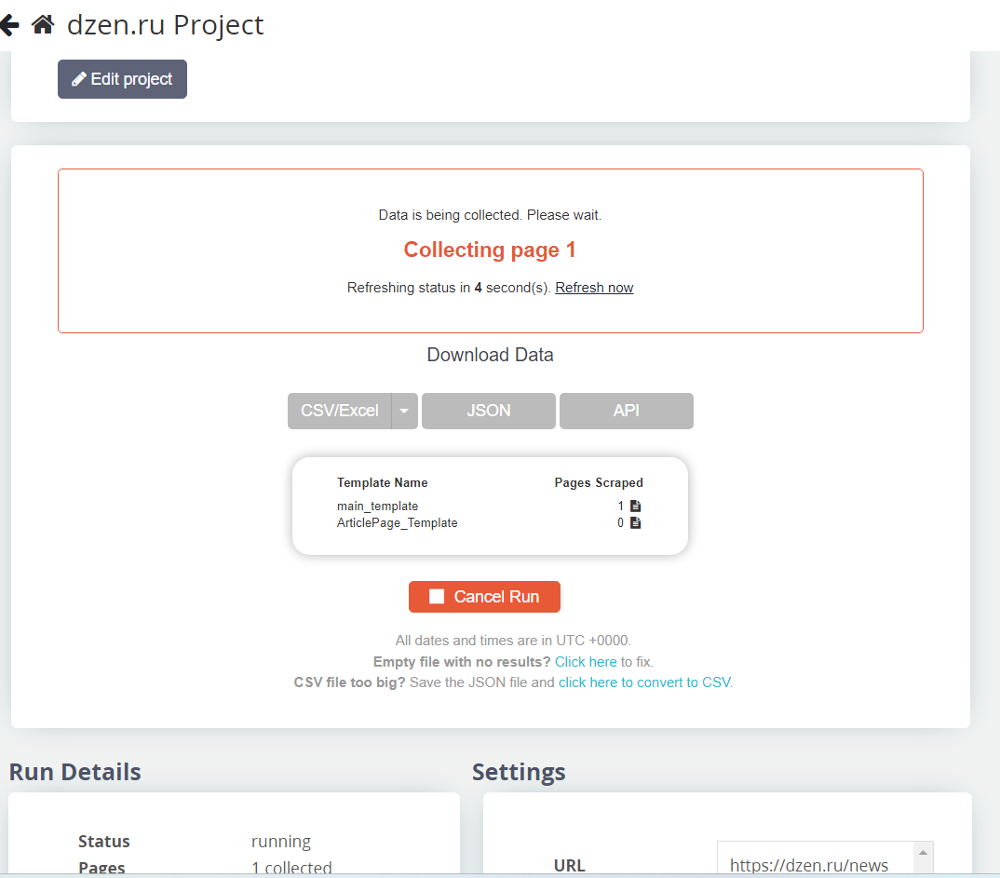 dzen.ru Project
Edit project
Data is being collected. Please wait.
Collecting page 1
Refreshing status in 4 second(s). Refresh now
Download Data
CSV/Excel JSON API
Template Name Pages Scraped
main_template 1
ArticlePage_Template 0
Cancel Run
All dates and times are in UTC +0000.
Empty file with no results? Click here to fix.
CSV file too big? Save the JSON file and click here to convert to CSV.
Run Details Settings
Status running
URL https://dzen.ru/news
Pages 1 collected